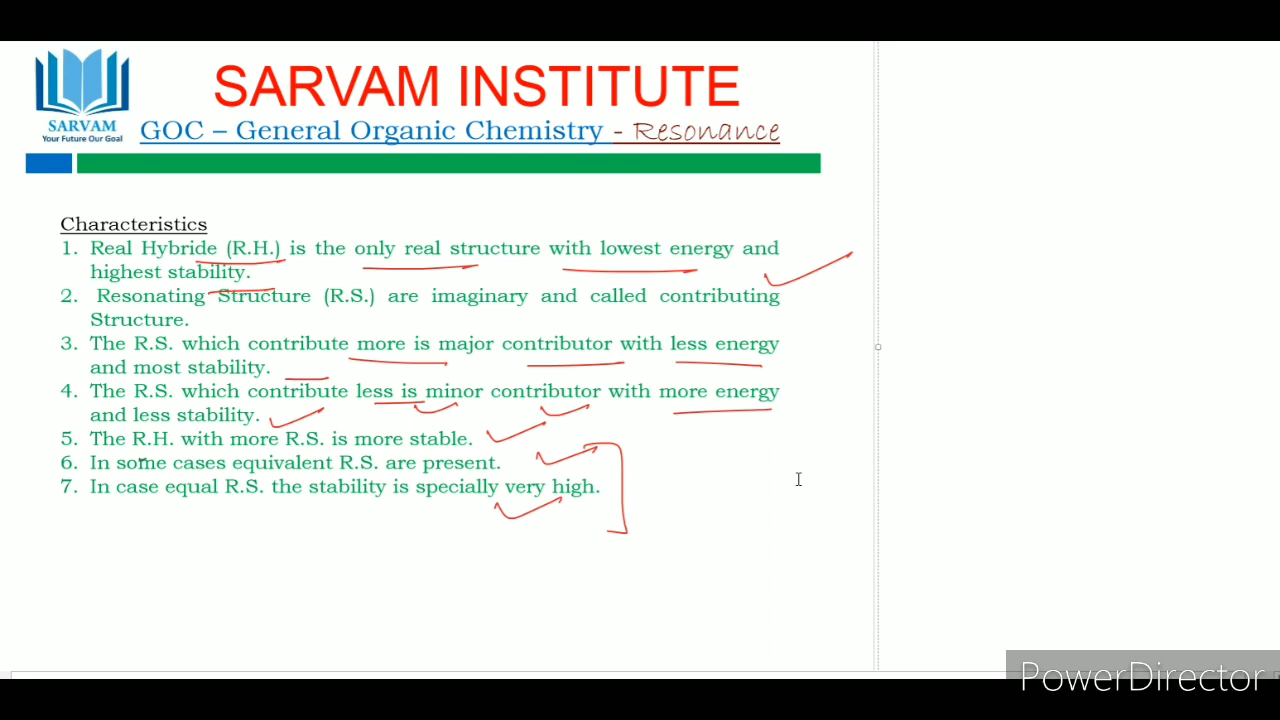 SARVAM INSTITUTE
SARVAM
Your Future Our Goal
GOC – General Organic Chemistry - Resonance
Characteristics
1. Real Hybride (R.H.) is the only real structure with lowest energy and
highest stability.
2. Resonating Structure (R.S.) are imaginary and called contributing
Structure.
3. The R.S. which contribute more is major contributor with less energy
and most stability.
4. The R.S. which contribute less is minor contributor with more energy
and less stability.
5. The R.H. with more R.S. is more stable.
6. In some cases equivalent R.S. are present.
7. In case equal R.S. the stability is specially very high.
PowerDirector